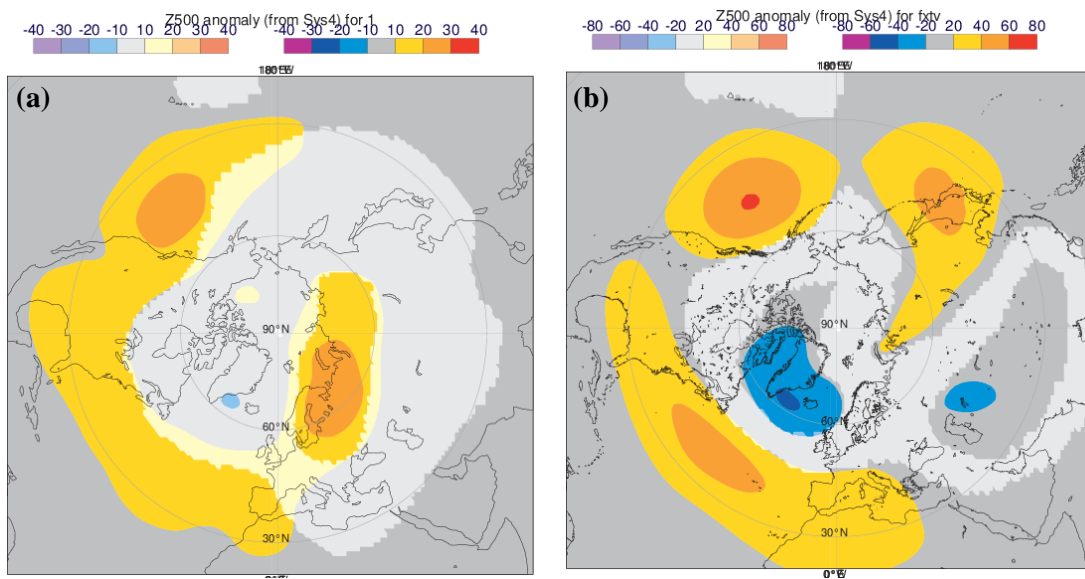 Z500 anomaly (from Sys4) for 1
-40 -30 -20 -10 10 20 30 40 -40 -30 -20 -10 10 20 30 40
(a)
90°N
60°N
30°N
Z500 anomaly (from Sys4) for fxtv
-80 -60 -40 -20 20 40 60 80 -80 -60 -40 -20 20 40 60 80
(b)
90°N
60°N
30°N